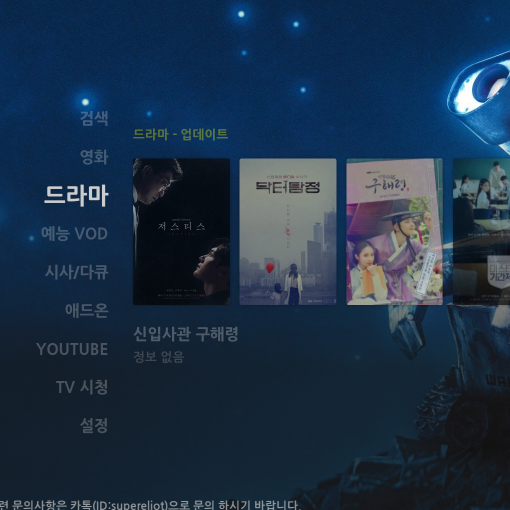 검색
영화
드라마
예능 VOD
시사/다큐
애드온
YOUTUBE
TV 시청
설정
드라마 - 업데이트
저스티스
닥터탐정
구해령
신입사관 구해령
정보 없음
련 문의사항은 카톡(ID:supereliot)으로 문의 하시기 바랍니다.